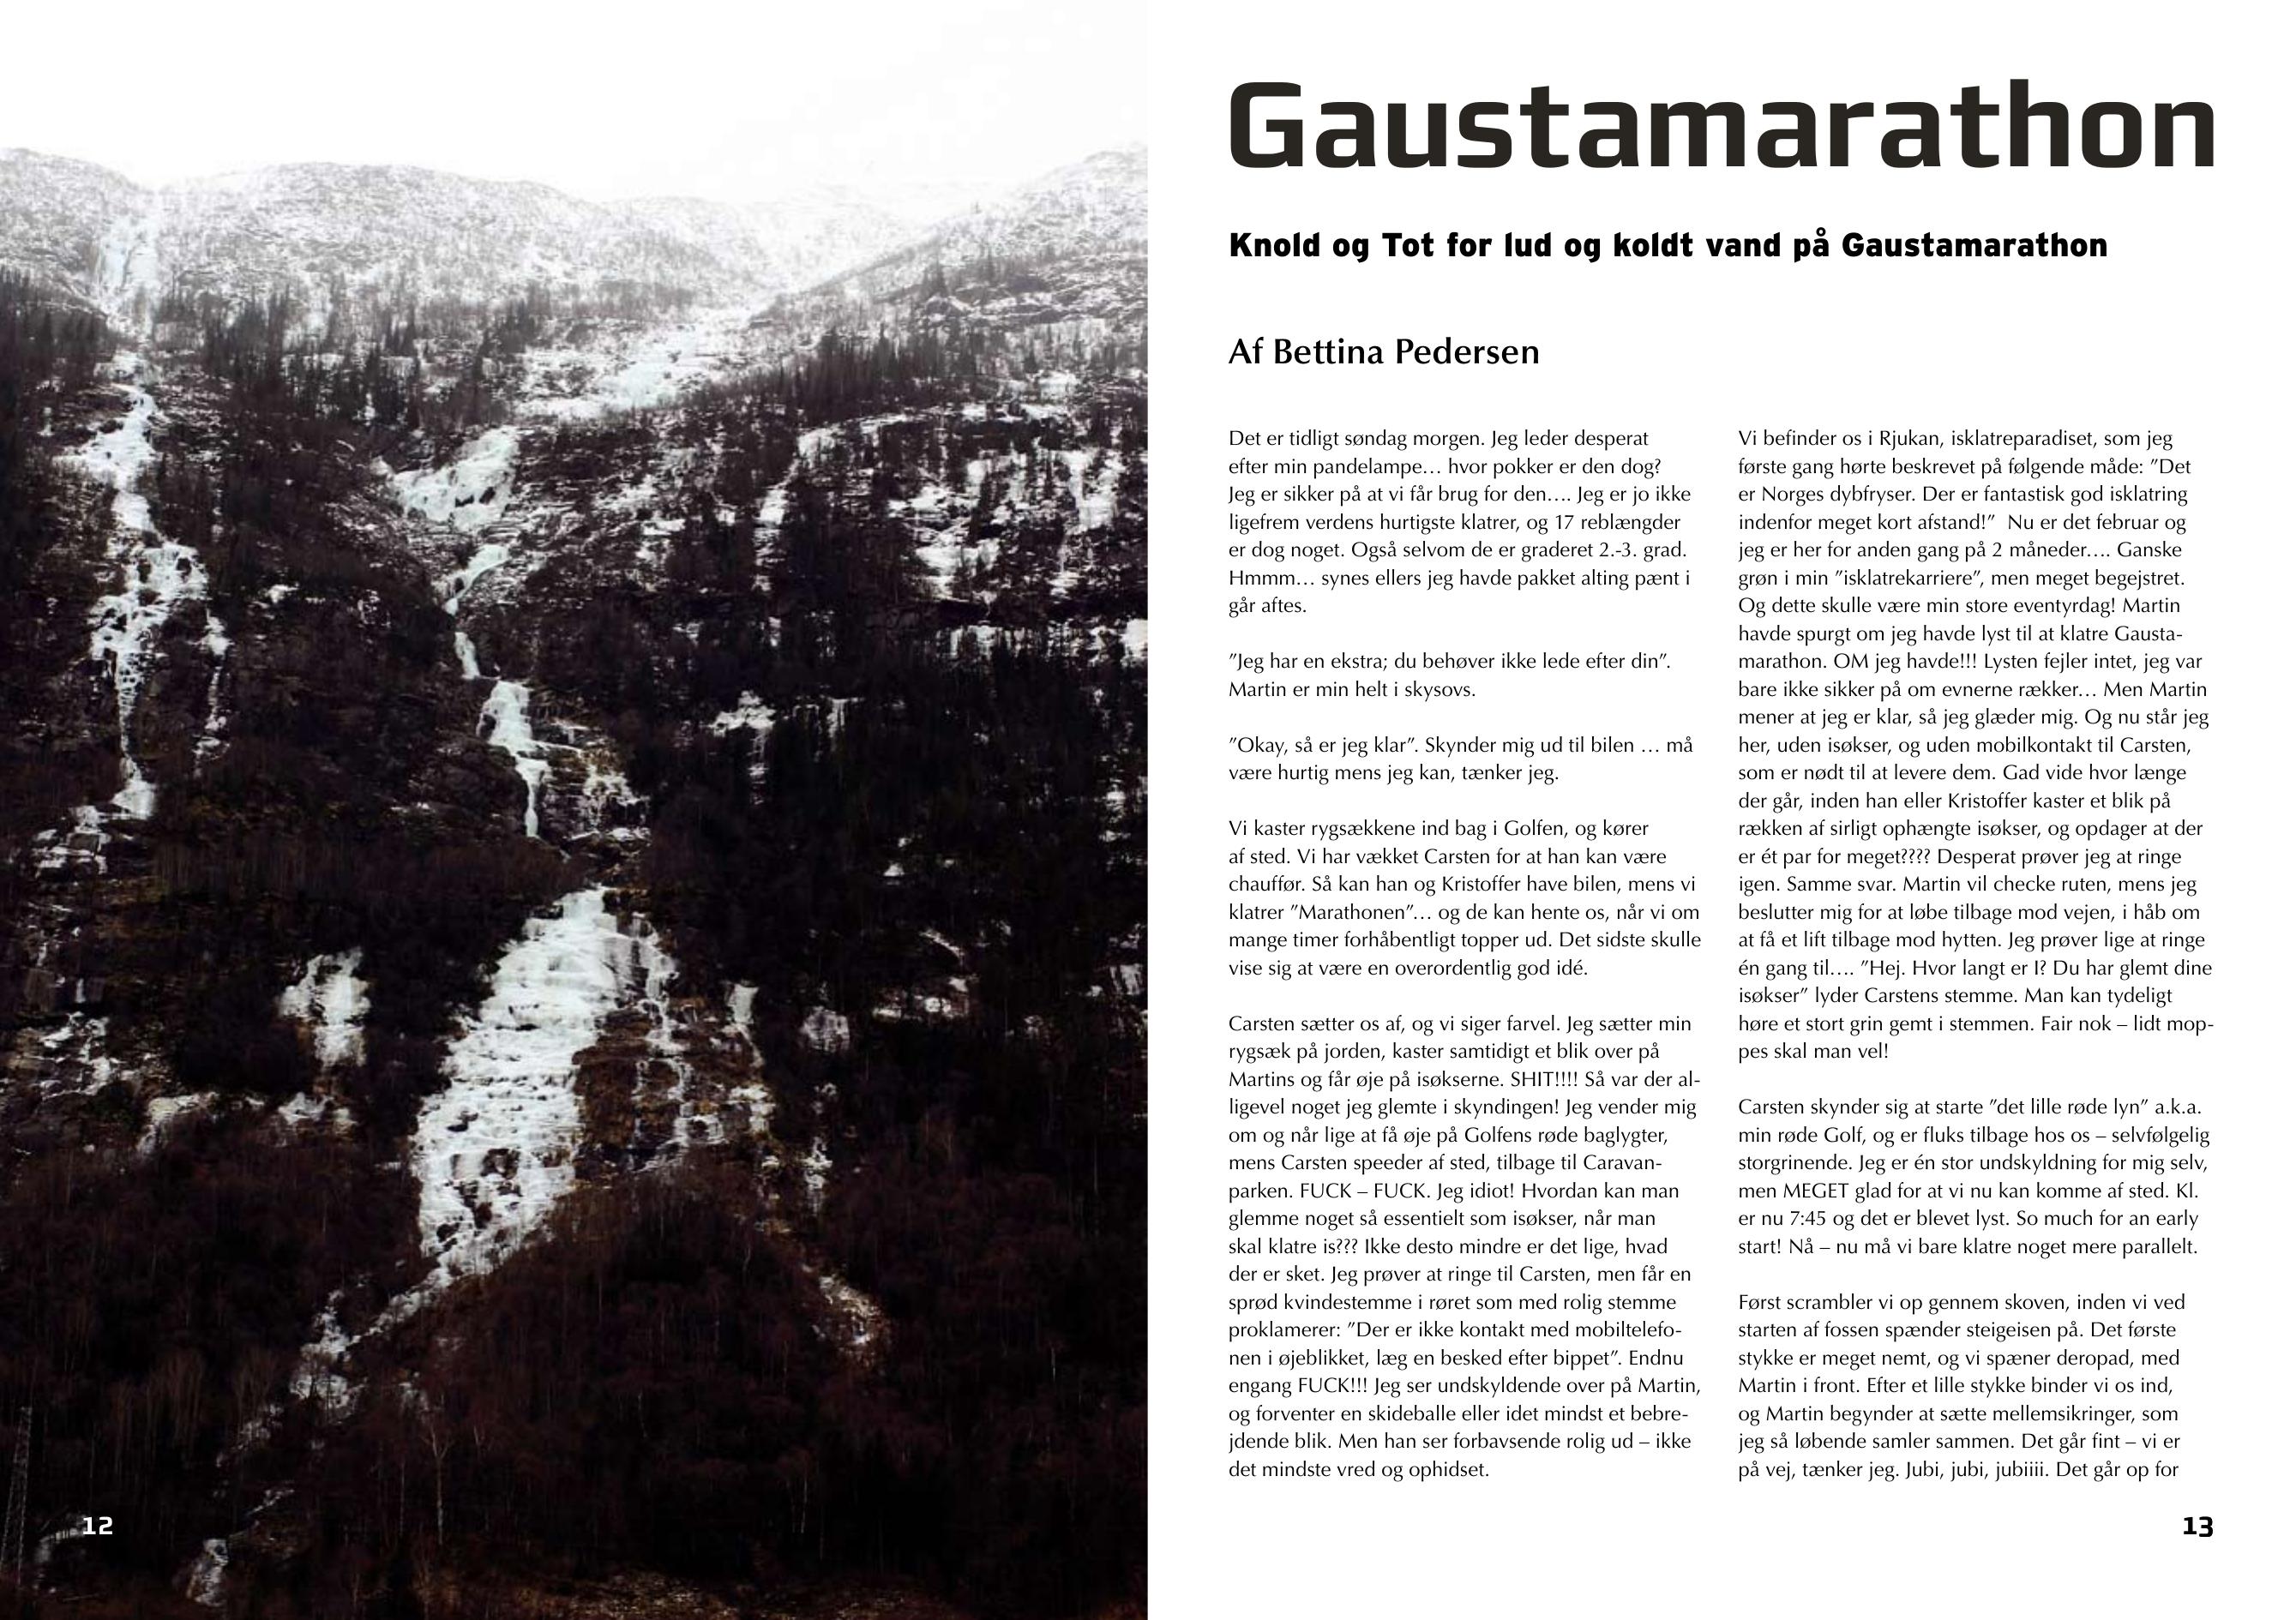 Gaustamarathon
Knold og Tot for lud og koldt vand på Gaustamarathon
Af Bettina Pedersen
Det er tidligt søndag morgen. Jeg leder desperat
efter min pandelampe… hvor pokker er den dog?
Jeg er sikker på at vi får brug for den…. Jeg er jo ikke
ligefrem verdens hurtigste klatrer, og 17 reblængder
er dog noget. Også selvom de er graderet 2.-3. grad.
Hmmm… synes ellers jeg havde pakket alting pænt i
går aftes.
”Jeg har en ekstra; du behøver ikke lede efter din”.
Martin er min helt i skysovs.
”Okay, så er jeg klar”. Skynder mig ud til bilen … må
være hurtig mens jeg kan, tænker jeg.
Vi kaster rygsækkene ind bag i Golfen, og kører
af sted. Vi har vækket Carsten for at han kan være
chauffør. Så kan han og Kristoffer have bilen, mens vi
klatrer ”Marathonen”… og de kan hente os, når vi om
mange timer forhåbentligt topper ud. Det sidste skulle
vise sig at være en overordentlig god idé.
Carsten sætter os af, og vi siger farvel. Jeg sætter min
rygsæk på jorden, kaster samtidigt et blik over på
Martins og får øje på isøkserne. SHIT!!!! Så var der al-
ligevel noget jeg glemte i skyndingen! Jeg vender mig
om og når lige at få øje på Golfens røde baglygter,
mens Carsten speeder af sted, tilbage til Caravan-
parken. FUCK – FUCK. Jeg idiot! Hvordan kan man
glemme noget så essentielt som isøkser, når man
skal klatre is??? Ikke desto mindre er det lige, hvad
der er sket. Jeg prøver at ringe til Carsten, men får en
sprød kvindestemme i røret som med rolig stemme
proklamerer: ”Der er ikke kontakt med mobiltelefo-
nen i øjeblikket, læg en besked efter bippet”. Endnu
engang FUCK!!! Jeg ser undskyldende over på Martin,
og forventer en skideballe eller idet mindst et bebre-
jdende blik. Men han ser forbavsende rolig ud – ikke
det mindste vred og ophidset.
Vi befinder os i Rjukan, isklatreparadiset, som jeg
første gang hørte beskrevet på følgende måde: ”Det
er Norges dybfryser. Der er fantastisk god isklatring
indenfor meget kort afstand!”  Nu er det februar og
jeg er her for anden gang på 2 måneder…. Ganske
grøn i min ”isklatrekarriere”, men meget begejstret.
Og dette skulle være min store eventyrdag! Martin
havde spurgt om jeg havde lyst til at klatre Gausta-
marathon. OM jeg havde!!! Lysten fejler intet, jeg var
bare ikke sikker på om evnerne rækker… Men Martin
mener at jeg er klar, så jeg glæder mig. Og nu står jeg
her, uden isøkser, og uden mobilkontakt til Carsten,
som er nødt til at levere dem. Gad vide hvor længe
der går, inden han eller Kristoffer kaster et blik på
rækken af sirligt ophængte isøkser, og opdager at der
er ét par for meget???? Desperat prøver jeg at ringe
igen. Samme svar. Martin vil checke ruten, mens jeg
beslutter mig for at løbe tilbage mod vejen, i håb om
at få et lift tilbage mod hytten. Jeg prøver lige at ringe
én gang til…. ”Hej. Hvor langt er I? Du har glemt dine
isøkser” lyder Carstens stemme. Man kan tydeligt
høre et stort grin gemt i stemmen. Fair nok – lidt mop-
pes skal man vel!
Carsten skynder sig at starte ”det lille røde lyn” a.k.a.
min røde Golf, og er fluks tilbage hos os – selvfølgelig
storgrinende. Jeg er én stor undskyldning for mig selv,
men MEGET glad for at vi nu kan komme af sted. Kl.
er nu 7:45 og det er blevet lyst. So much for an early
start! Nå – nu må vi bare klatre noget mere parallelt.
Først scrambler vi op gennem skoven, inden vi ved
starten af fossen spænder steigeisen på. Det første
stykke er meget nemt, og vi spæner deropad, med
Martin i front. Efter et lille stykke binder vi os ind,
og Martin begynder at sætte mellemsikringer, som
jeg så løbende samler sammen. Det går fint – vi er
på vej, tænker jeg. Jubi, jubi, jubiiii. Det går op for
12
13